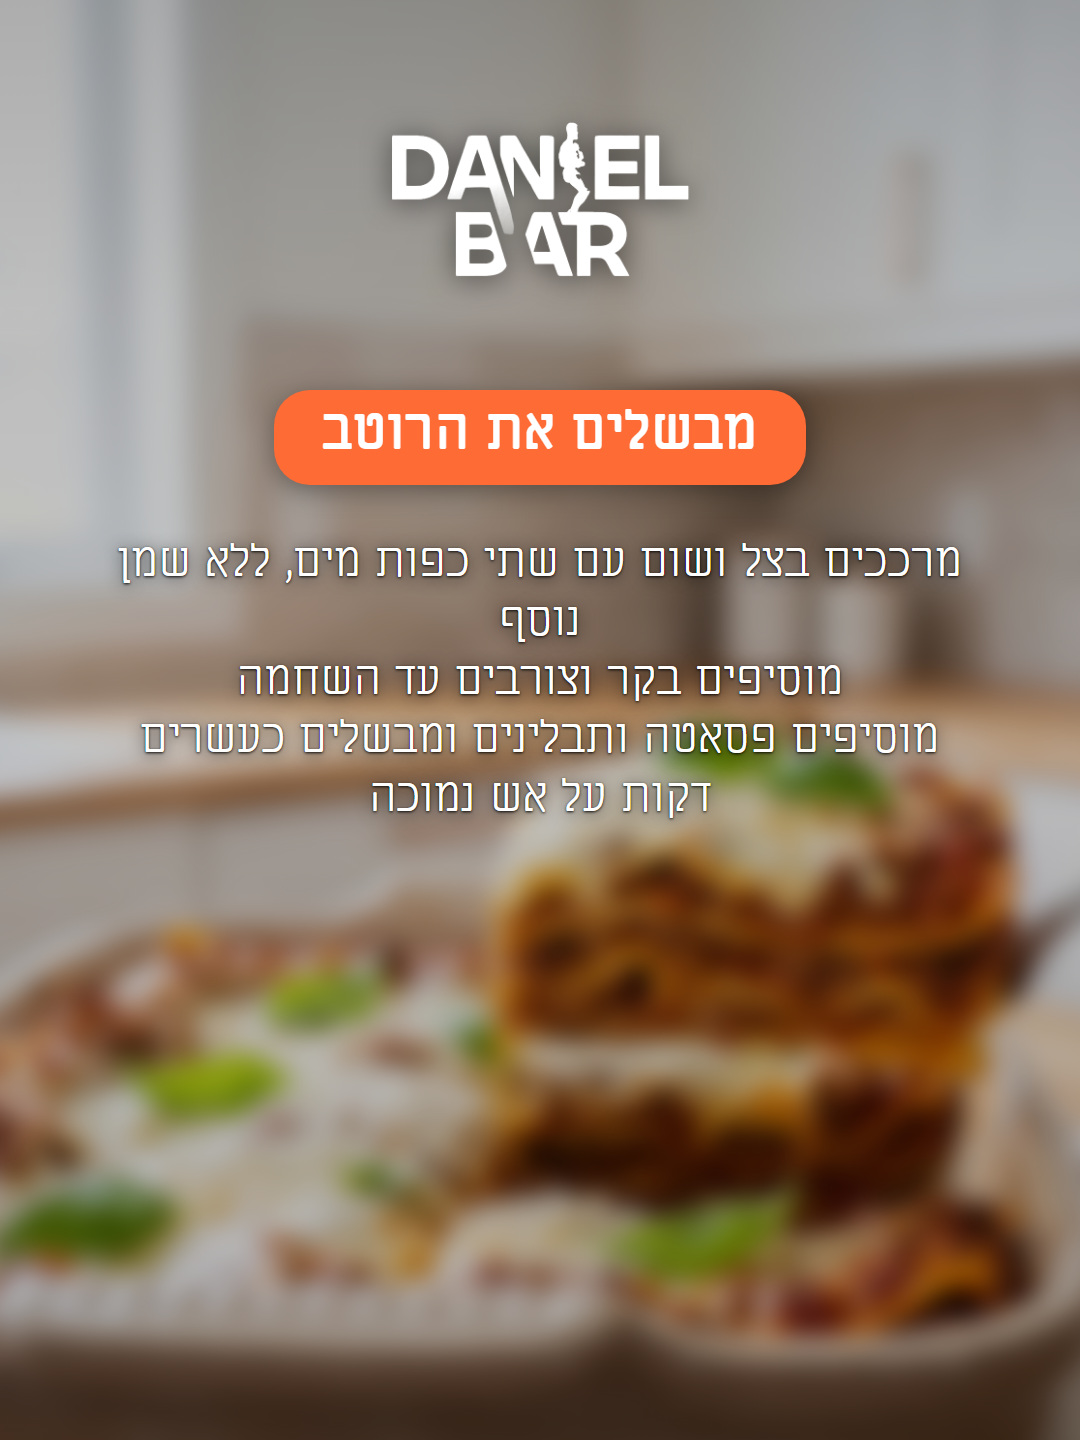 DANIEL
BAR
מבשלים את הרוטב
מרככים בצל ושום עם שתי כפות מים, ללא שמן
נוסף
מוסיפים בקר וצורבים עד השחמה
מוסיפים פסאטה ותבלינים ומבשלים כעשרים
דקות על אש נמוכה